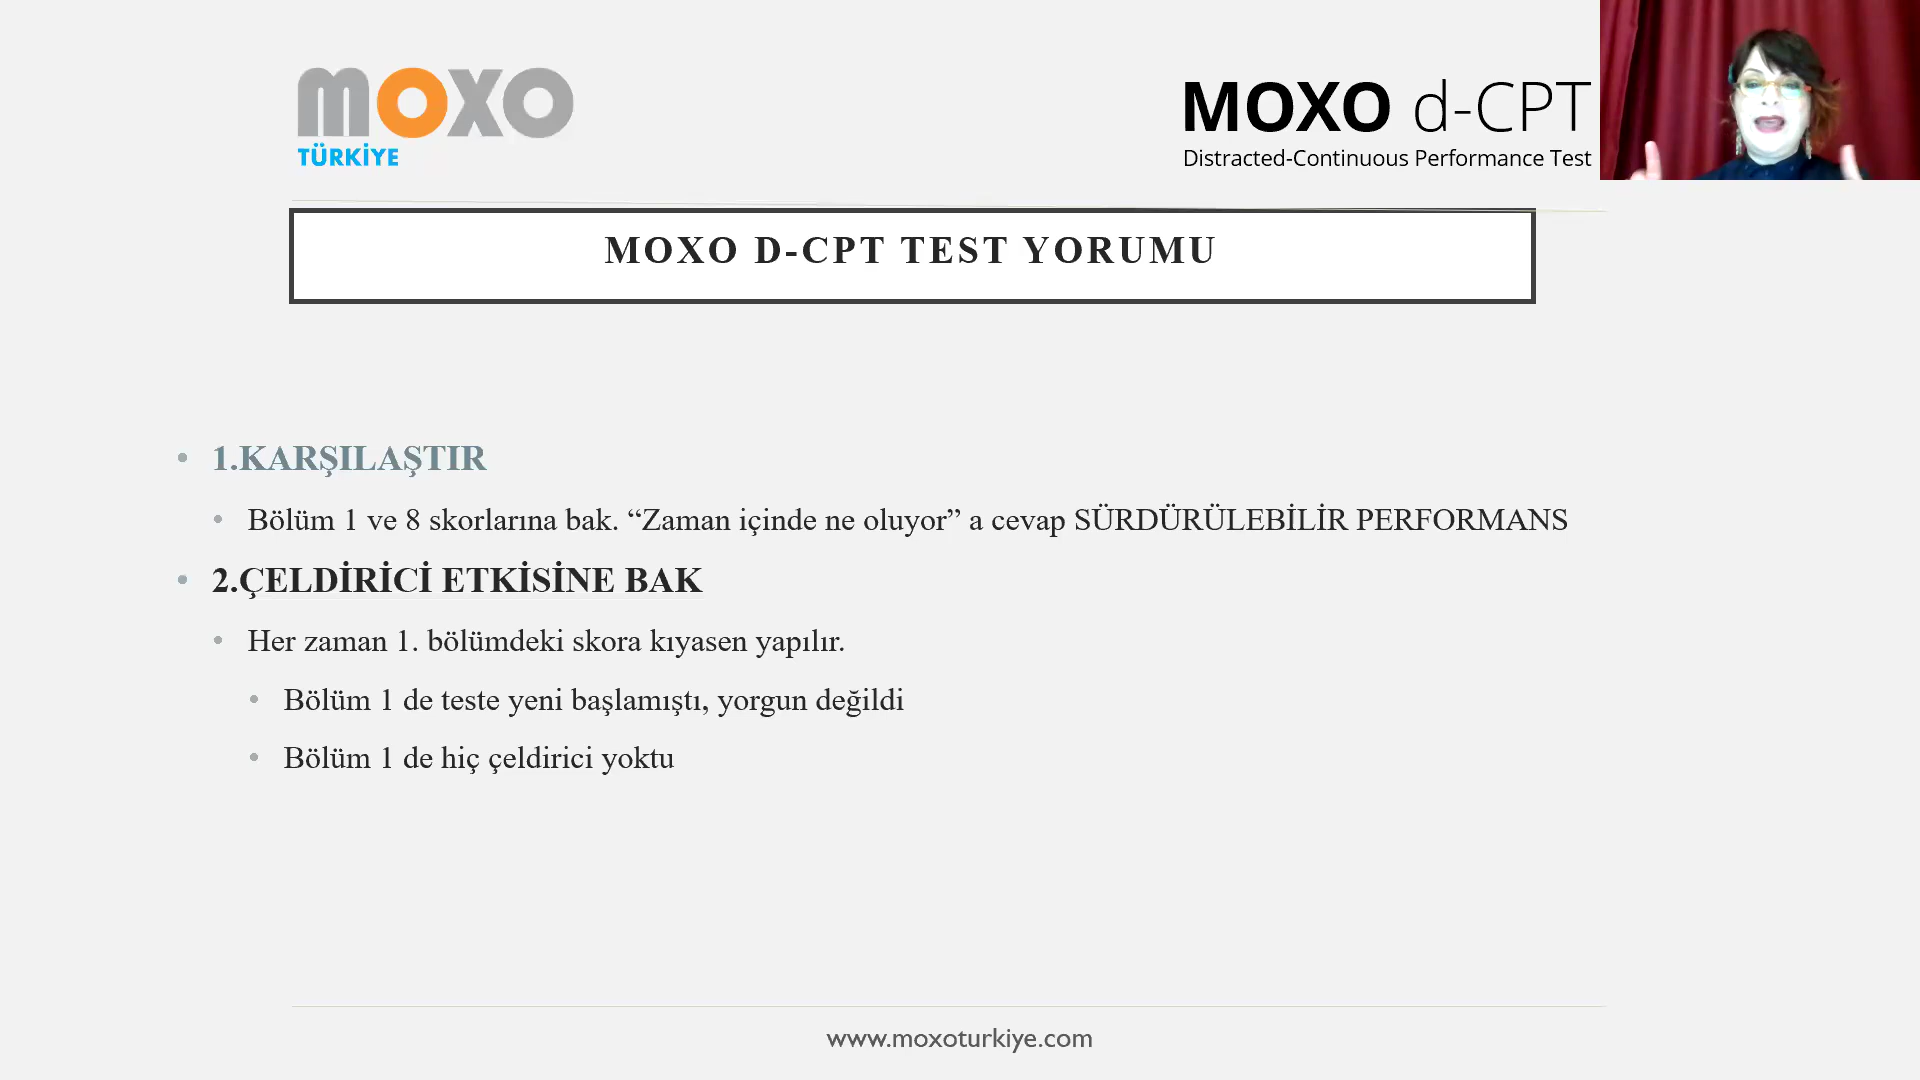 moxo
TÜRKİYE
MOXO d-CPT
Distracted-Continuous Performance Test
MOXO D-CPT TEST YORUMU
• 1.KARŞILAŞTIR
• Bölüm 1 ve 8 skorlarına bak. “Zaman içinde ne oluyor” a cevap SÜRDÜRÜLEBİLİR PERFORMANS
• 2.ÇELDİRİCİ ETKİSİNE BAK
• Her zaman 1. bölümdeki skora kıyasen yapılır.
• Bölüm 1 de teste yeni başlamıştı, yorgun değildi
• Bölüm 1 de hiç çeldirici yoktu
www.moxoturkiye.com